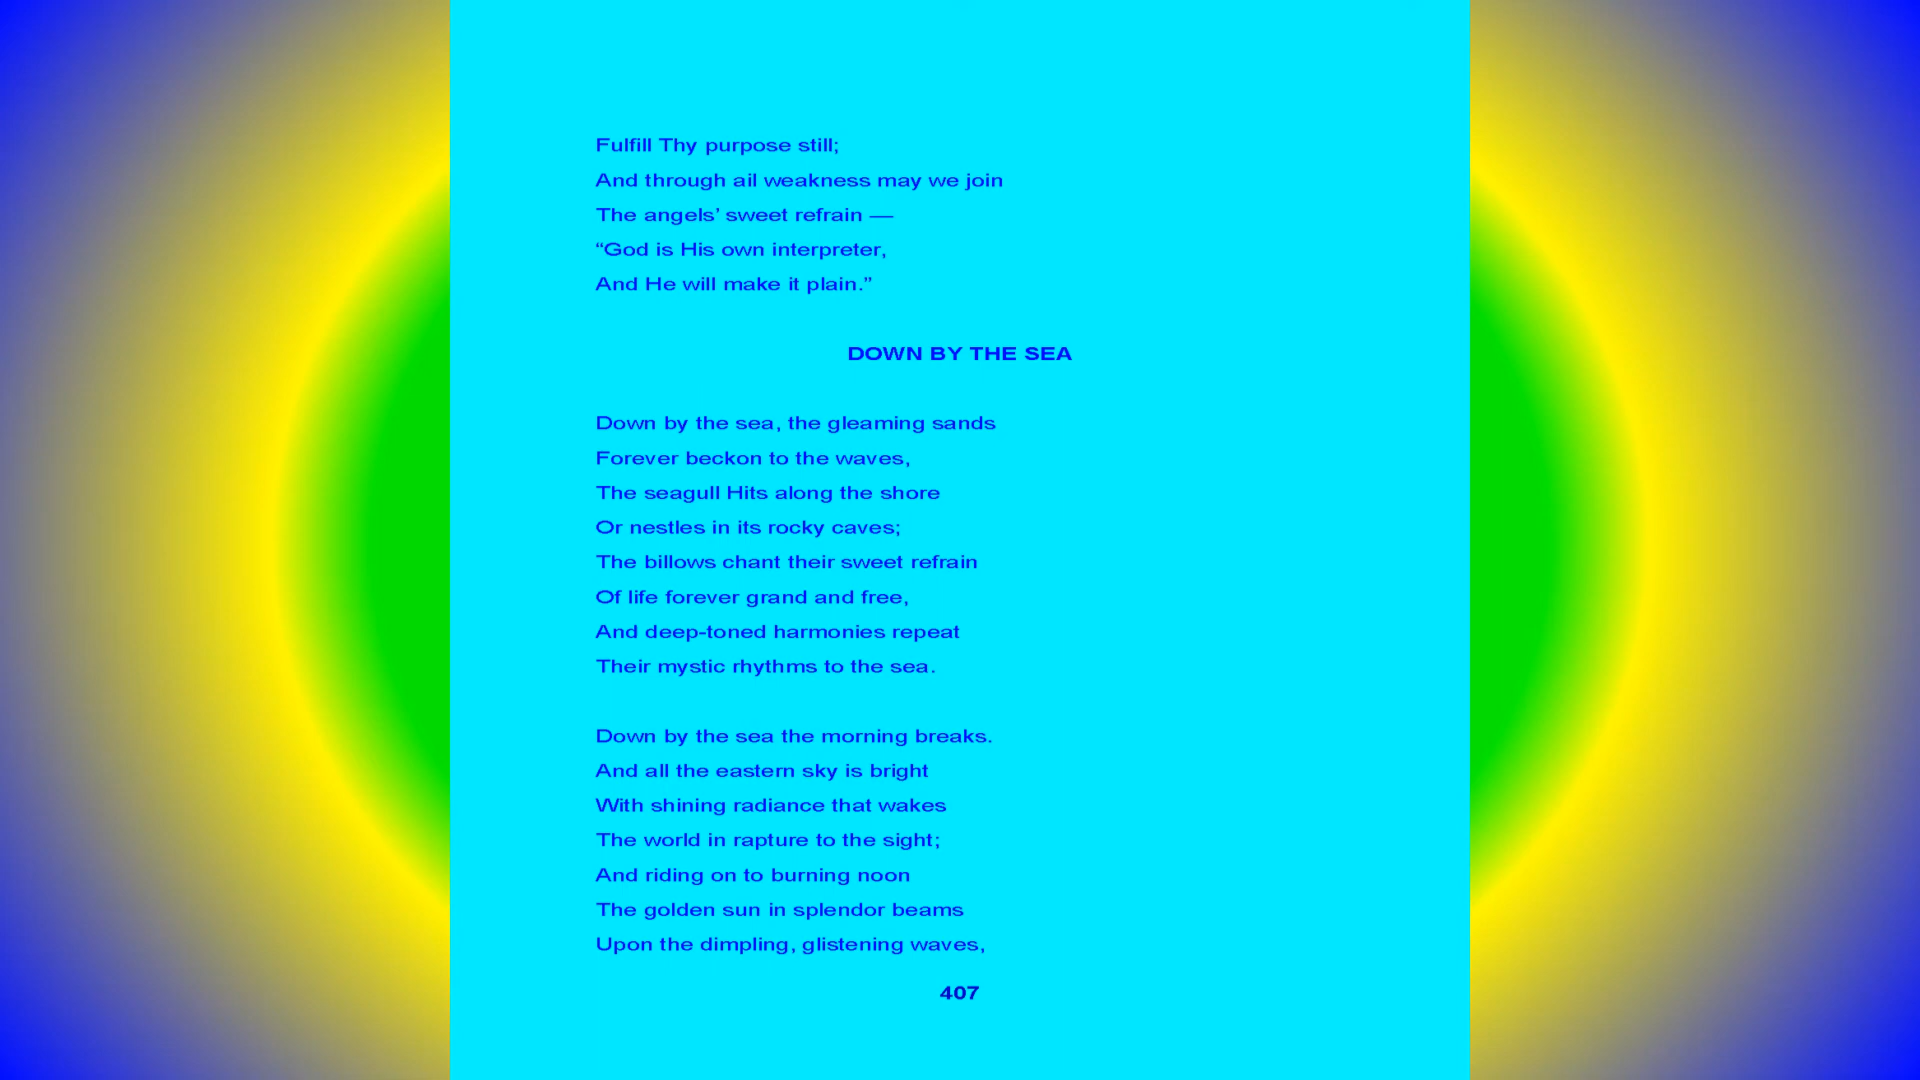 Fulfill Thy purpose still;
And through ail weakness may we join
The angels’ sweet refrain —
“God is His own interpreter,
And He will make it plain.”
DOWN BY THE SEA
Down by the sea, the gleaming sands
Forever beckon to the waves,
The seagull Hits along the shore
Or nestles in its rocky caves;
The billows chant their sweet refrain
Of life forever grand and free,
And deep-toned harmonies repeat
Their mystic rhythms to the sea.
Down by the sea the morning breaks.
And all the eastern sky is bright
With shining radiance that wakes
The world in rapture to the sight;
And riding on to burning noon
The golden sun in splendor beams
Upon the dimpling, glistening waves,
407